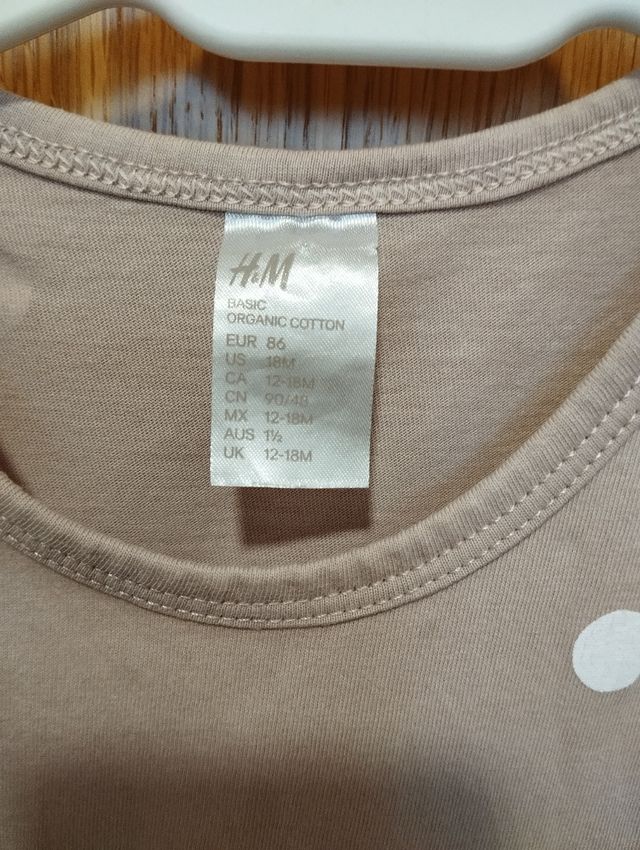 H&M
BASIC
ORGANIC COTTON
EUR 86
US 18M
CA 12-18M
CN 90/48
MX 12-18M
AUS 1½
UK 12-18M